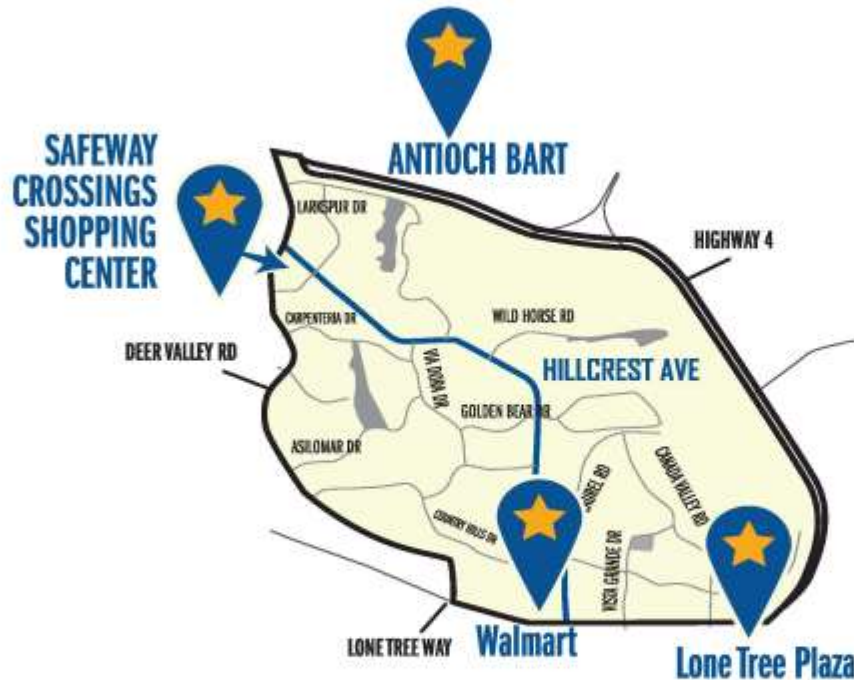 ANTIOCH BART
SAFEWAY
CROSSINGS
SHOPPING
CENTER
LARKSPUR DR
HIGHWAY 4
CARPENTERIA DR
WILD HORSE RD
DEER VALLEY RD
VIA DORA DR
HILLCREST AVE
GOLDEN BEAR DR
ASILOMAR DR
CANADA VALLEY RD
COUNTRY HILLS DR
VISTA GRANDE DR
LONE TREE WAY
Walmart
Lone Tree Plaza